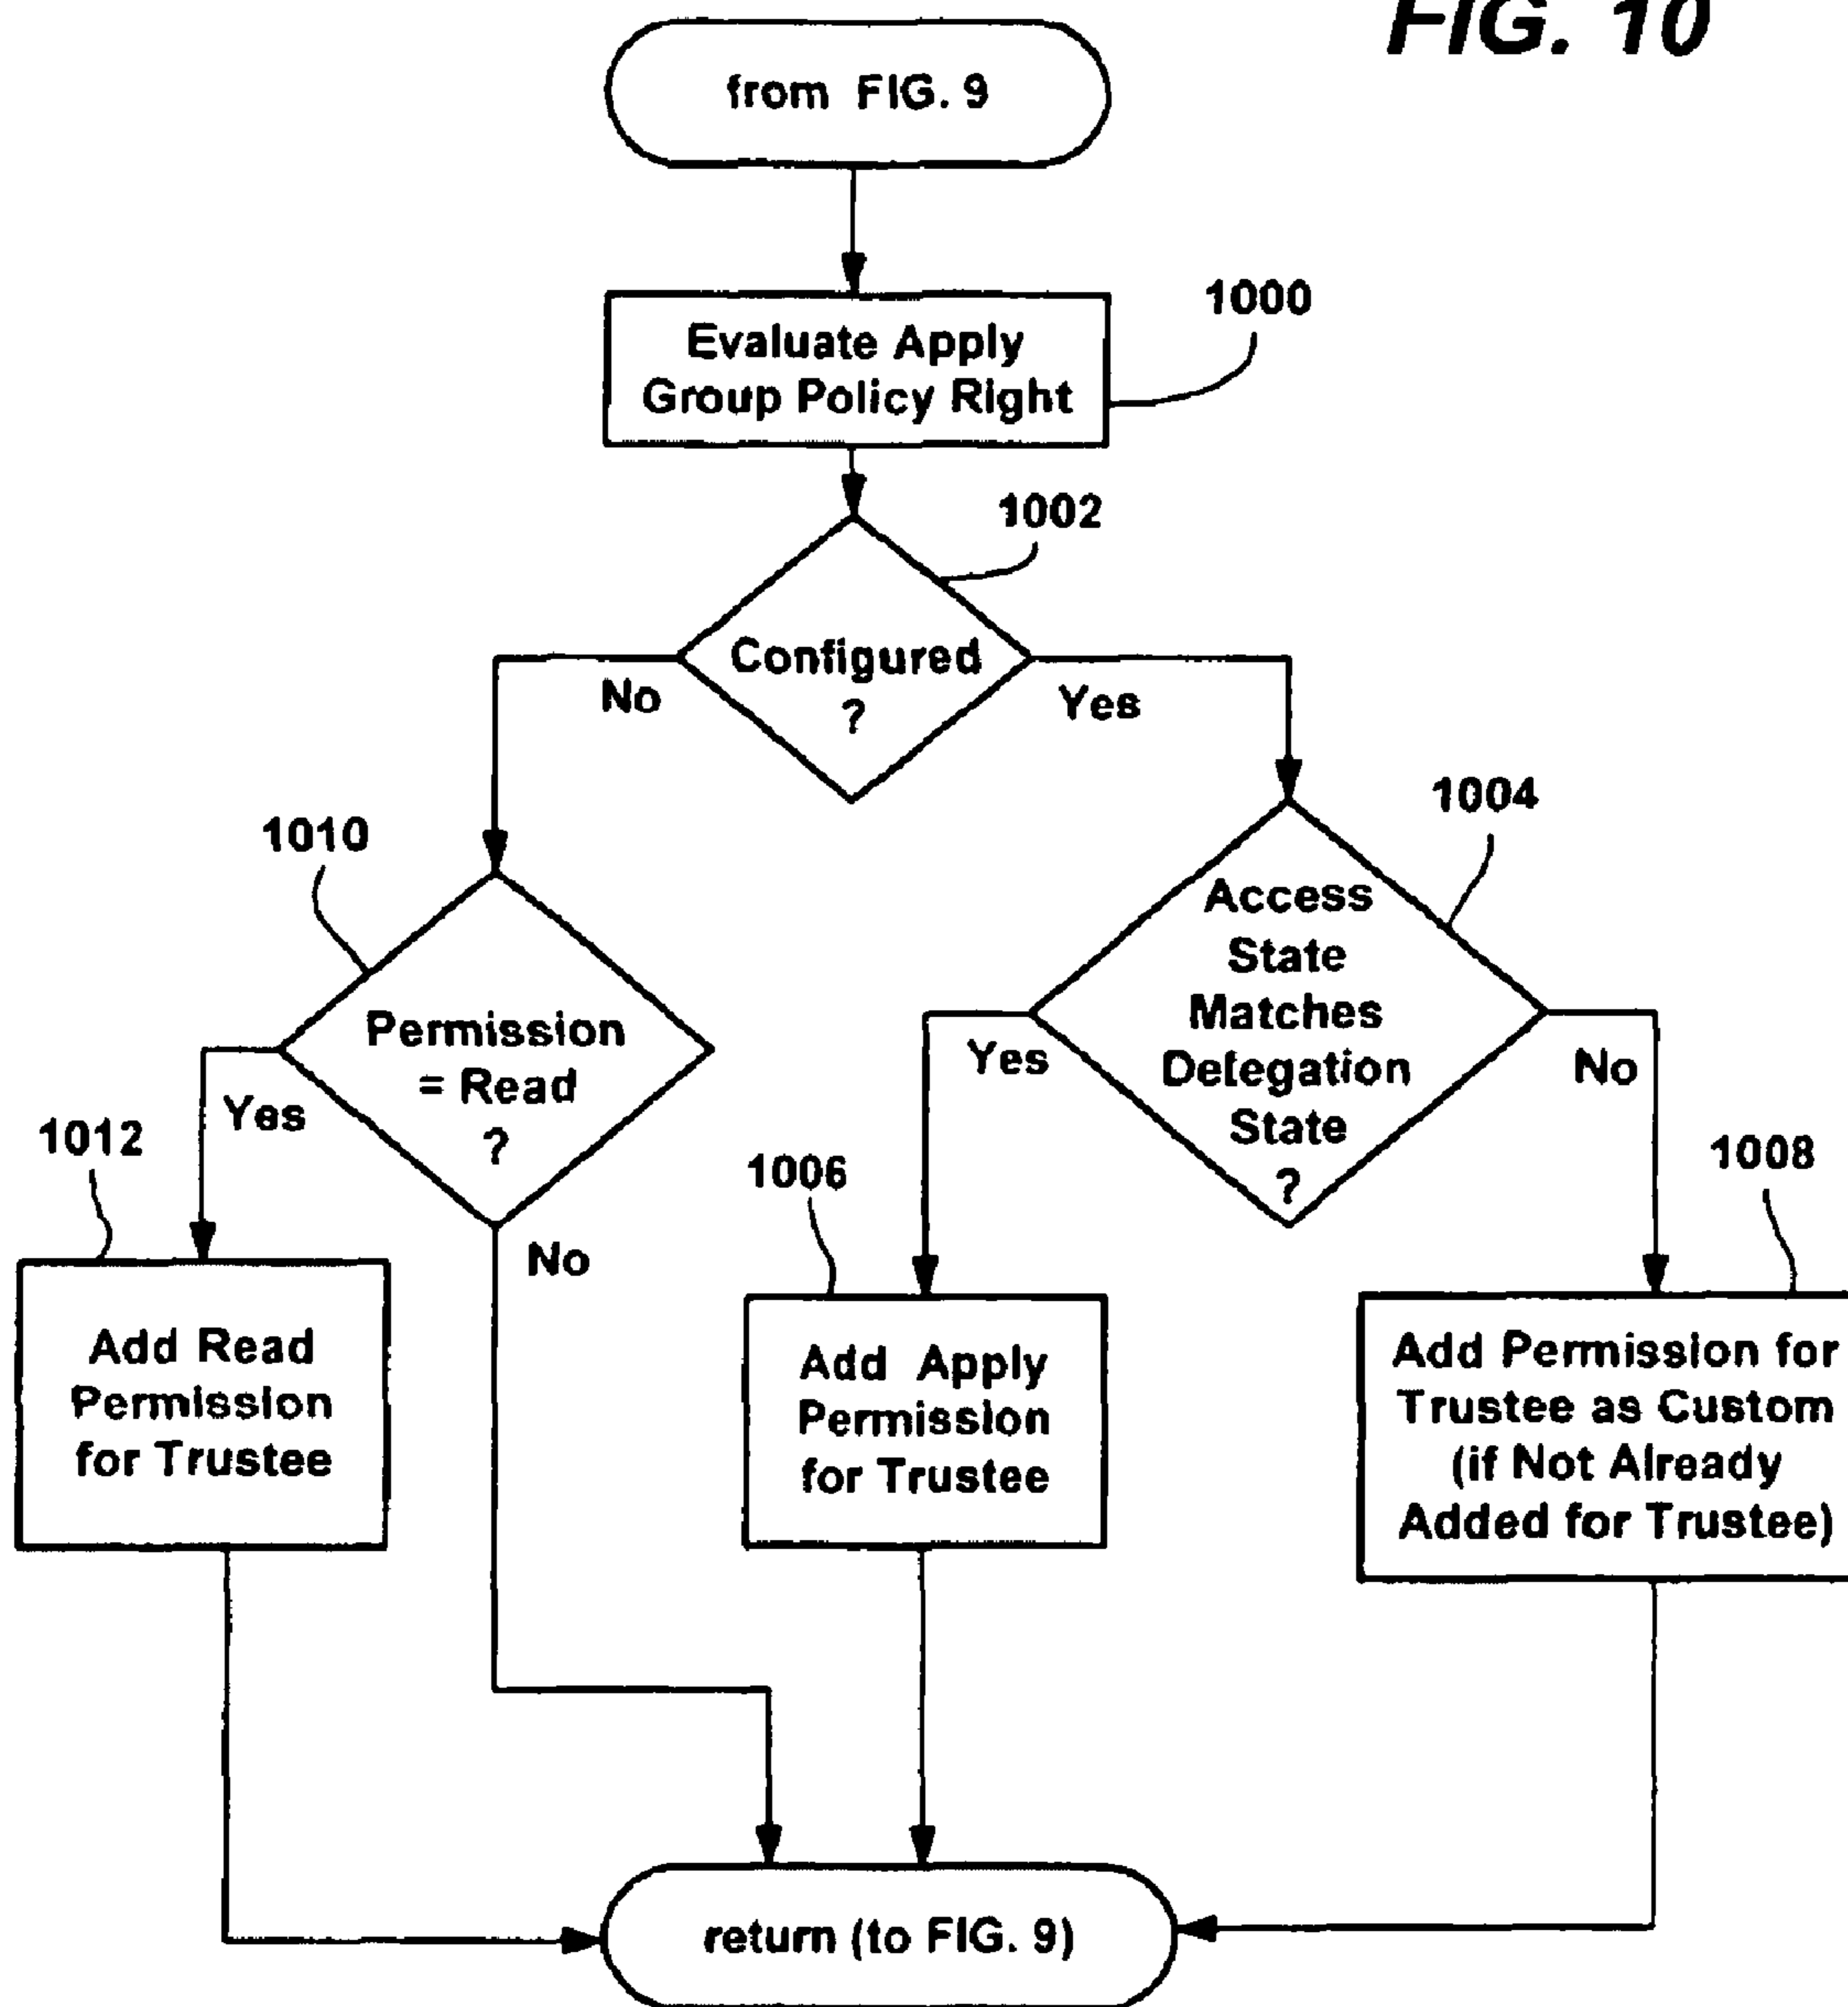 FIG. 10
from FIG. 9
1000
Evaluate Apply
Group Policy Right
1002
Configured
?
No
Yes
1004
1010
Access
State
Matches
Delegation
State
?
Permission
= Read
?
Yes
No
Yes
No
1012
1006
1008
Add Read
Permission
for Trustee
Add Apply
Permission
for Trustee
Add Permission for
Trustee as Custom
(if Not Already
Added for Trustee)
return (to FIG. 9)